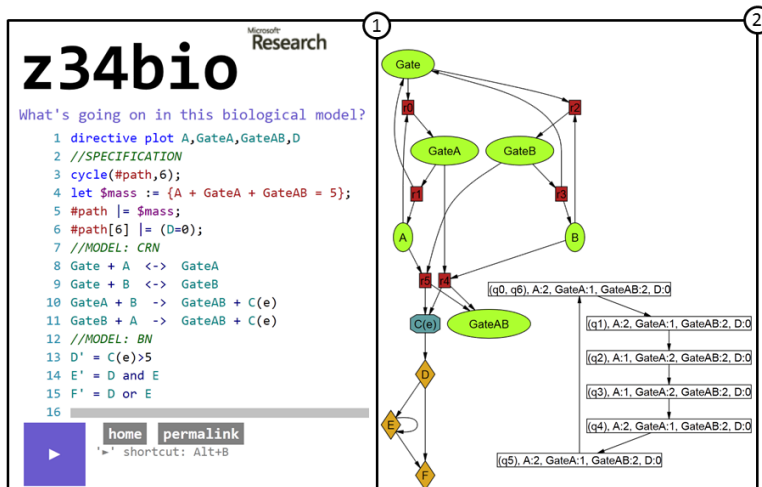 Microsoft
Research
z34bio
What's going on in this biological model?
1 directive plot A,GateA,GateAB,D
2 //SPECIFICATION
3 cycle(#path,6);
4 let $mass := {A + GateA + GateAB = 5};
5 #path |= $mass;
6 #path[6] |= (D=0);
7 //MODEL: CRN
8 Gate + A <-> GateA
9 Gate + B <-> GateB
10 GateA + B -> GateAB + C(e)
11 GateB + A -> GateAB + C(e)
12 //MODEL: BN
13 D' = C(e)>5
14 E' = D and E
15 F' = D or E
16
home permalink
'►' shortcut: Alt+B
1
2
Gate
r0
r2
GateA
GateB
r1
r3
A
B
r5
r4
C(e)
GateAB
D
E
F
(q0, q6), A:2, GateA:1, GateAB:2, D:0
(q1), A:2, GateA:1, GateAB:2, D:0
(q2), A:1, GateA:2, GateAB:2, D:0
(q3), A:1, GateA:2, GateAB:2, D:0
(q4), A:2, GateA:1, GateAB:2, D:0
(q5), A:2, GateA:1, GateAB:2, D:0